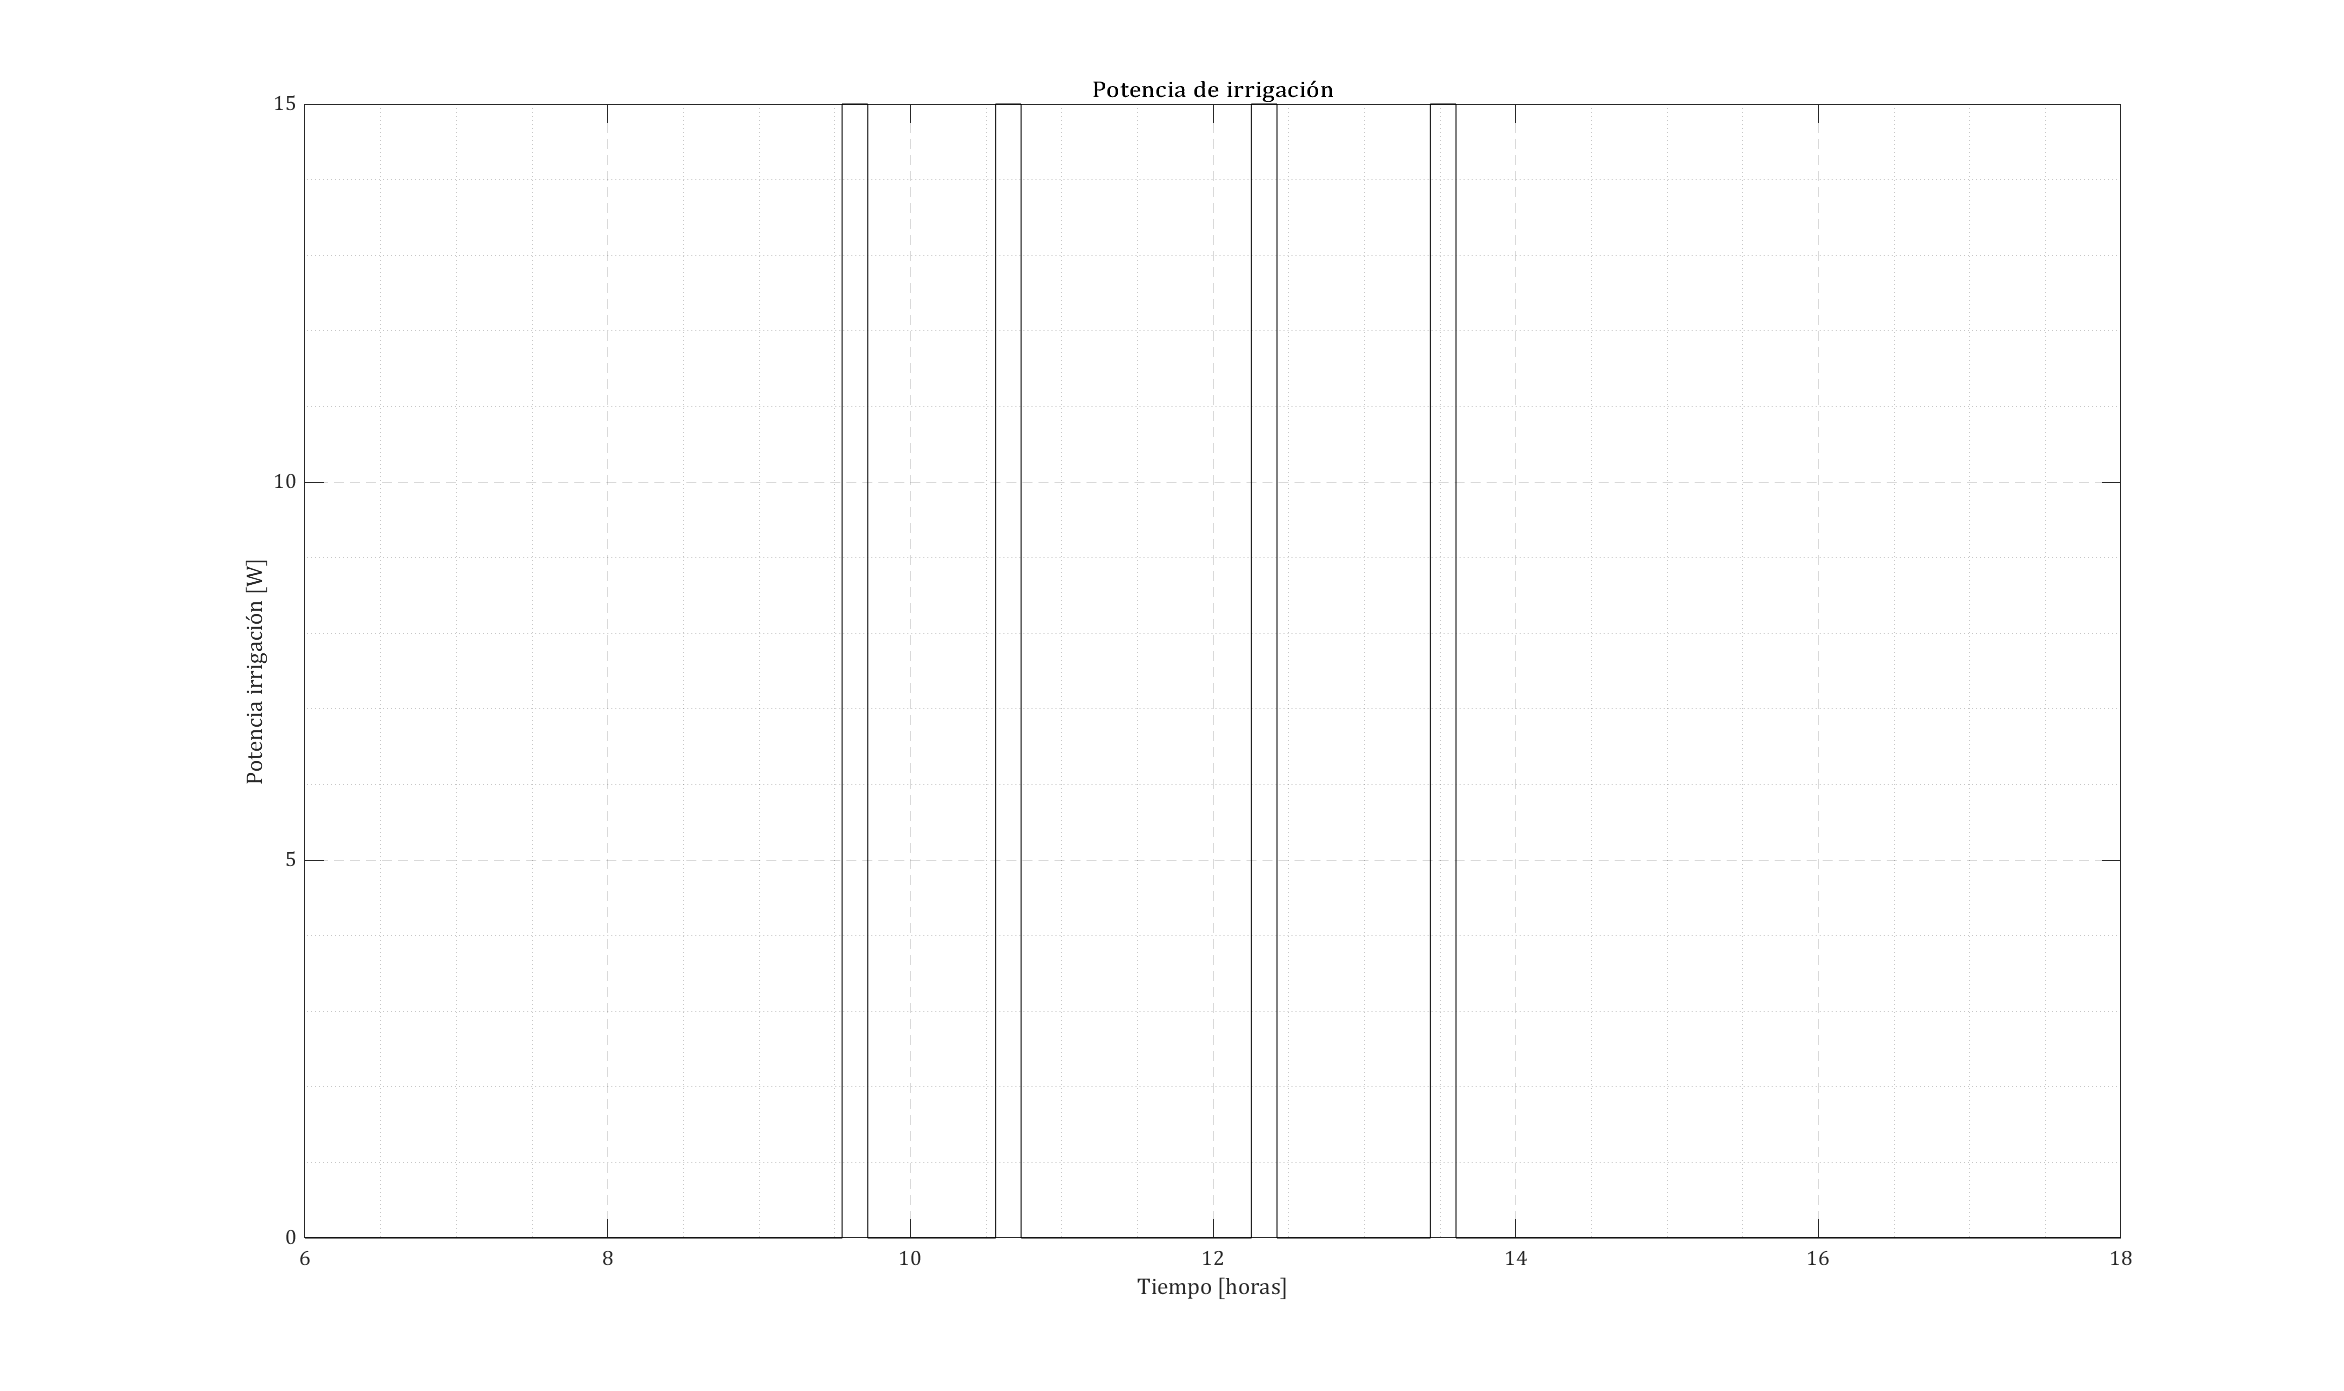 Potencia de irrigación
15
10
5
0
Potencia irrigación [W]
6 8 10 12 14 16 18
Tiempo [horas]